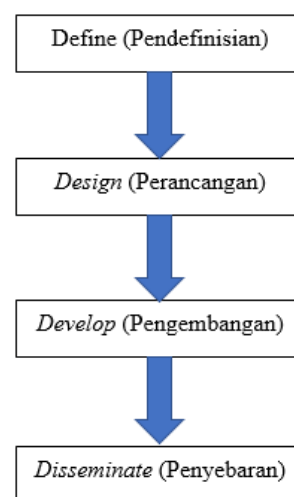 Define (Pendefinisian)
Design (Perancangan)
Develop (Pengembangan)
Disseminate (Penyebaran)